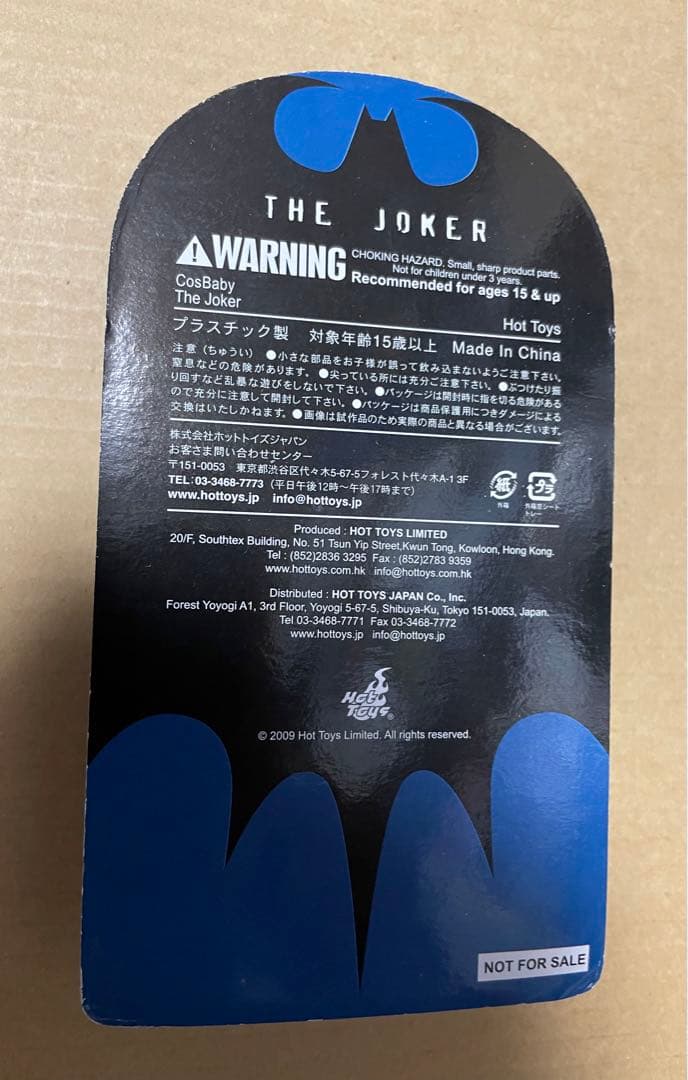 THE JOKER
WARNING
CHOKING HAZARD. Small, sharp product parts.
Not for children under 3 years.
Recommended for ages 15 & up
CosBaby
The Joker
Hot Toys
プラスチック製 対象年齢15歳以上 Made In China
注意（ちゅうい） ●小さな部品をお子様が誤って飲み込まないようご注意下さい。
窒息などの危険があります。●尖っている所には充分ご注意下さい。●ぶつけたり振
り回すなど乱暴な遊びをしないで下さい。●パッケージは開封時に指を切る危険がある
ので充分に注意して開封して下さい。●パッケージは商品保護用につきダメージによる
交換はいたしかねます。●画像は試作品のため実際の商品と異なる場合がございます。
株式会社ホットトイズジャパン
お客さま問い合わせセンター
〒151-0053 東京都渋谷区代々木5-67-5フォレスト代々木A-1 3F
TEL:03-3468-7773（平日午後12時〜午後17時まで）
www.hottoys.jp info@hottoys.jp
紙
外箱
プラ
外箱窓シート
トレー
Produced : HOT TOYS LIMITED
20/F, Southtex Building, No. 51 Tsun Yip Street,Kwun Tong, Kowloon, Hong Kong.
Tel : (852)2836 3295 Fax : (852)2783 9359
www.hottoys.com.hk info@hottoys.com.hk
Distributed : HOT TOYS JAPAN Co., Inc.
Forest Yoyogi A1, 3rd Floor, Yoyogi 5-67-5, Shibuya-Ku, Tokyo 151-0053, Japan.
Tel 03-3468-7771 Fax 03-3468-7772
www.hottoys.jp info@hottoys.jp
Hot
Toys®
© 2009 Hot Toys Limited. All rights reserved.
NOT FOR SALE